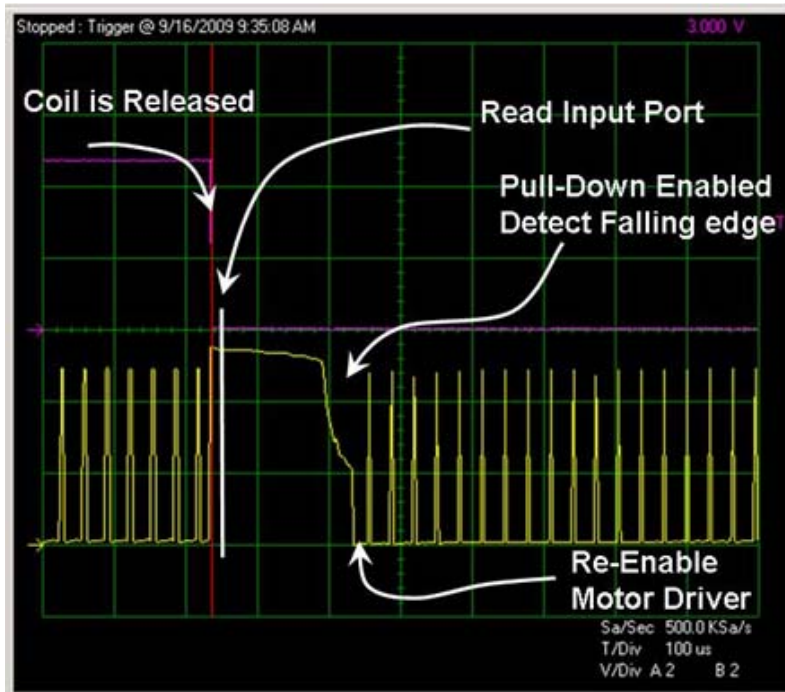 Stopped : Trigger @ 9/16/2009 9:35:08 AM
3.000 V
Coil is Released
Read Input Port
Pull-Down Enabled
Detect Falling edge
T
Re-Enable
Motor Driver
Sa/Sec 500.0 KSa/s
T/Div 100 us
V/Div A 2 B 2